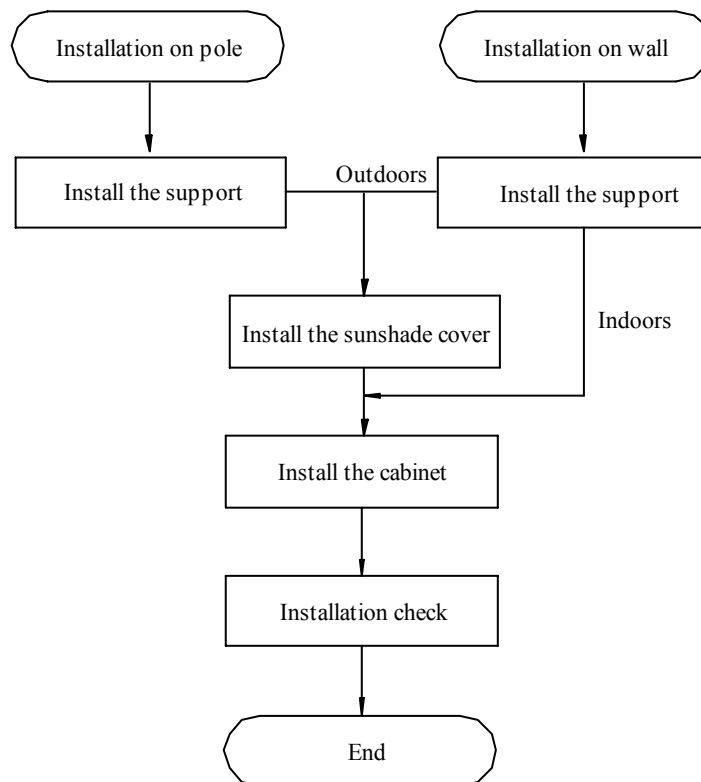 Installation on pole
Installation on wall
Install the support
Outdoors
Install the support
Install the sunshade cover
Indoors
Install the cabinet
Installation check
End